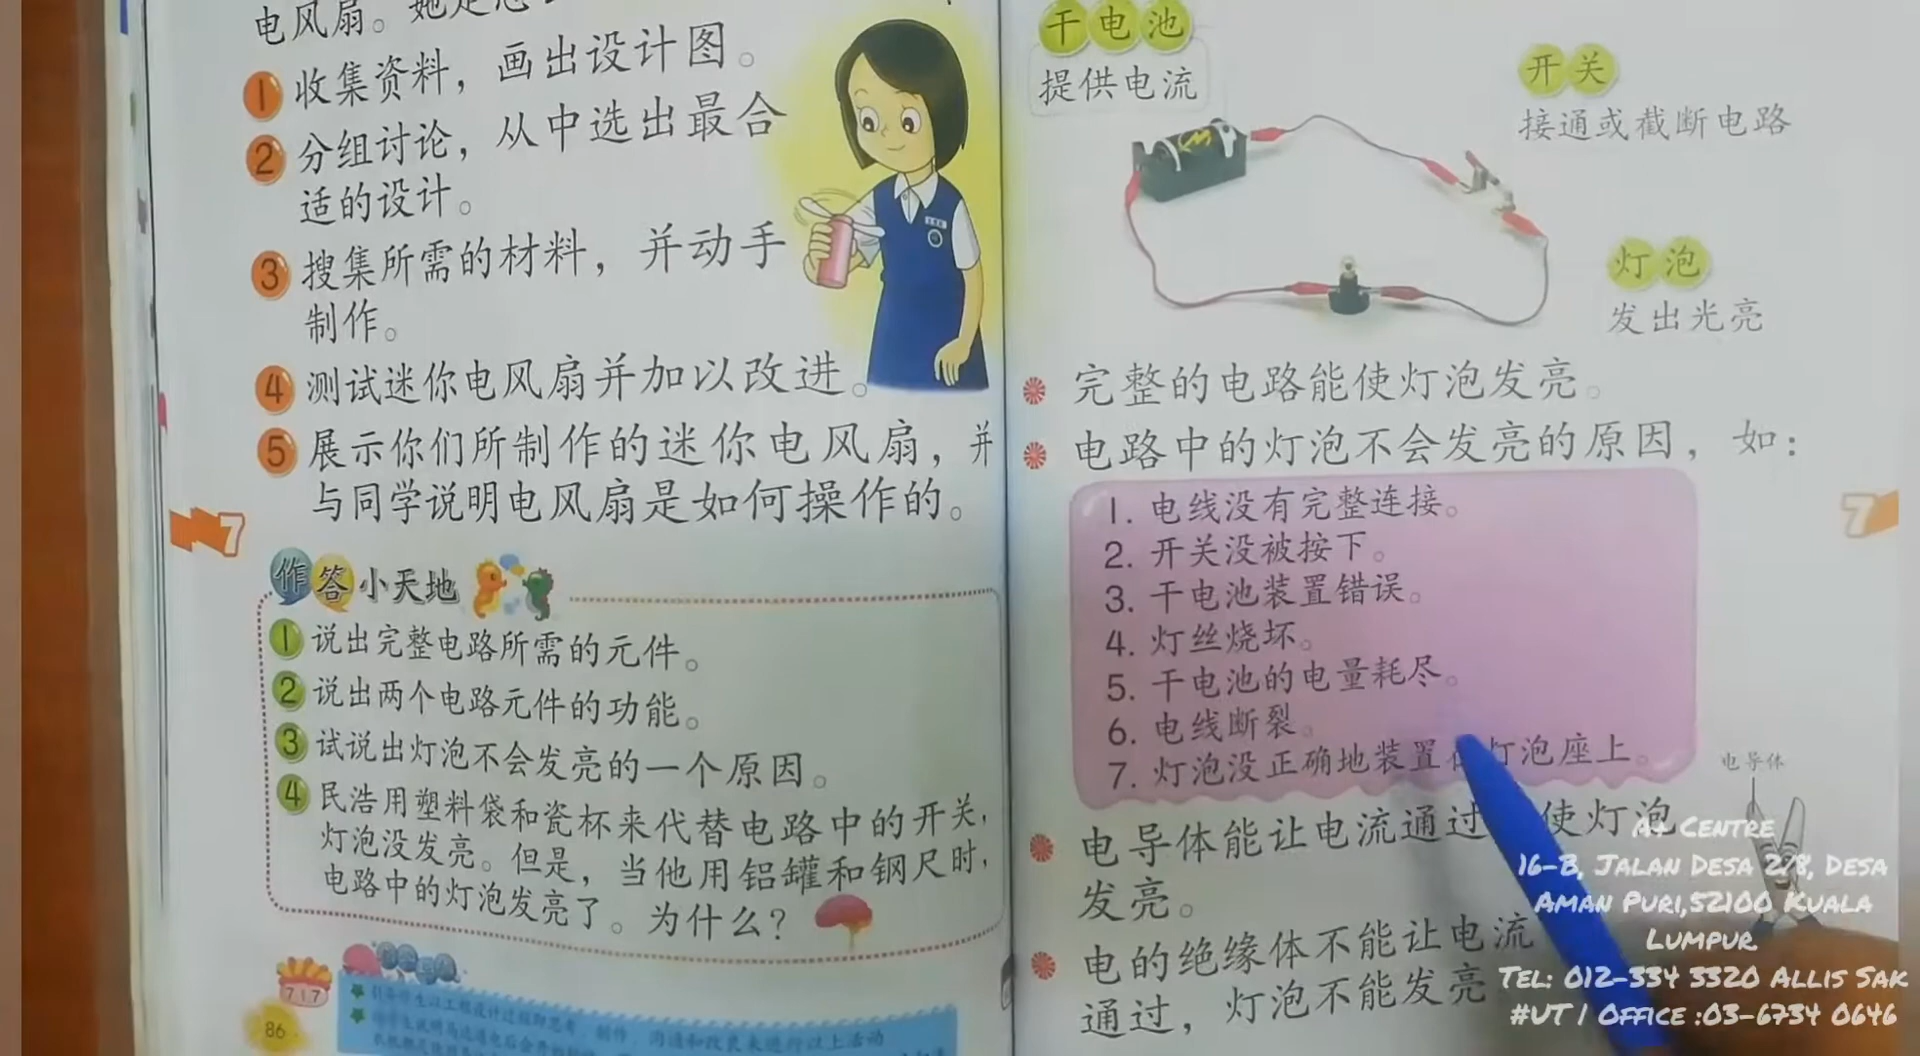 电风扇。
1 收集资料，画出设计图。
2 分组讨论，从中选出最合
适的设计。
3 搜集所需的材料，并动手
制作。
4 测试迷你电风扇并加以改进。
5 展示你们所制作的迷你电风扇，并
与同学说明电风扇是如何操作的。
7
作答小天地
1 说出完整电路所需的元件。
2 说出两个电路元件的功能。
3 试说出灯泡不会发亮的一个原因。
4 民浩用塑料袋和瓷杯来代替电路中的开关，
灯泡没发亮。但是，当他用铝罐和钢尺时，
电路中的灯泡发亮了。为什么？
7.1.7
86
干电池
提供电流
开关
接通或截断电路
灯泡
发出光亮
完整的电路能使灯泡发亮。
电路中的灯泡不会发亮的原因，如：
1. 电线没有完整连接。
2. 开关没被按下。
3. 干电池装置错误。
4. 灯丝烧坏。
5. 干电池的电量耗尽。
6. 电线断裂。
7. 灯泡没正确地装置 灯泡座上。
7
电导体
电导体能让电流通过 使灯泡
发亮。
电的绝缘体不能让电流
通过，灯泡不能发亮
A+ Centre
16-B, Jalan Desa 2/8, Desa
Aman Puri,52100 Kuala
Lumpur
Tel: 012-334 3320 Allis Sak
#UT / Office :03-6734 0646